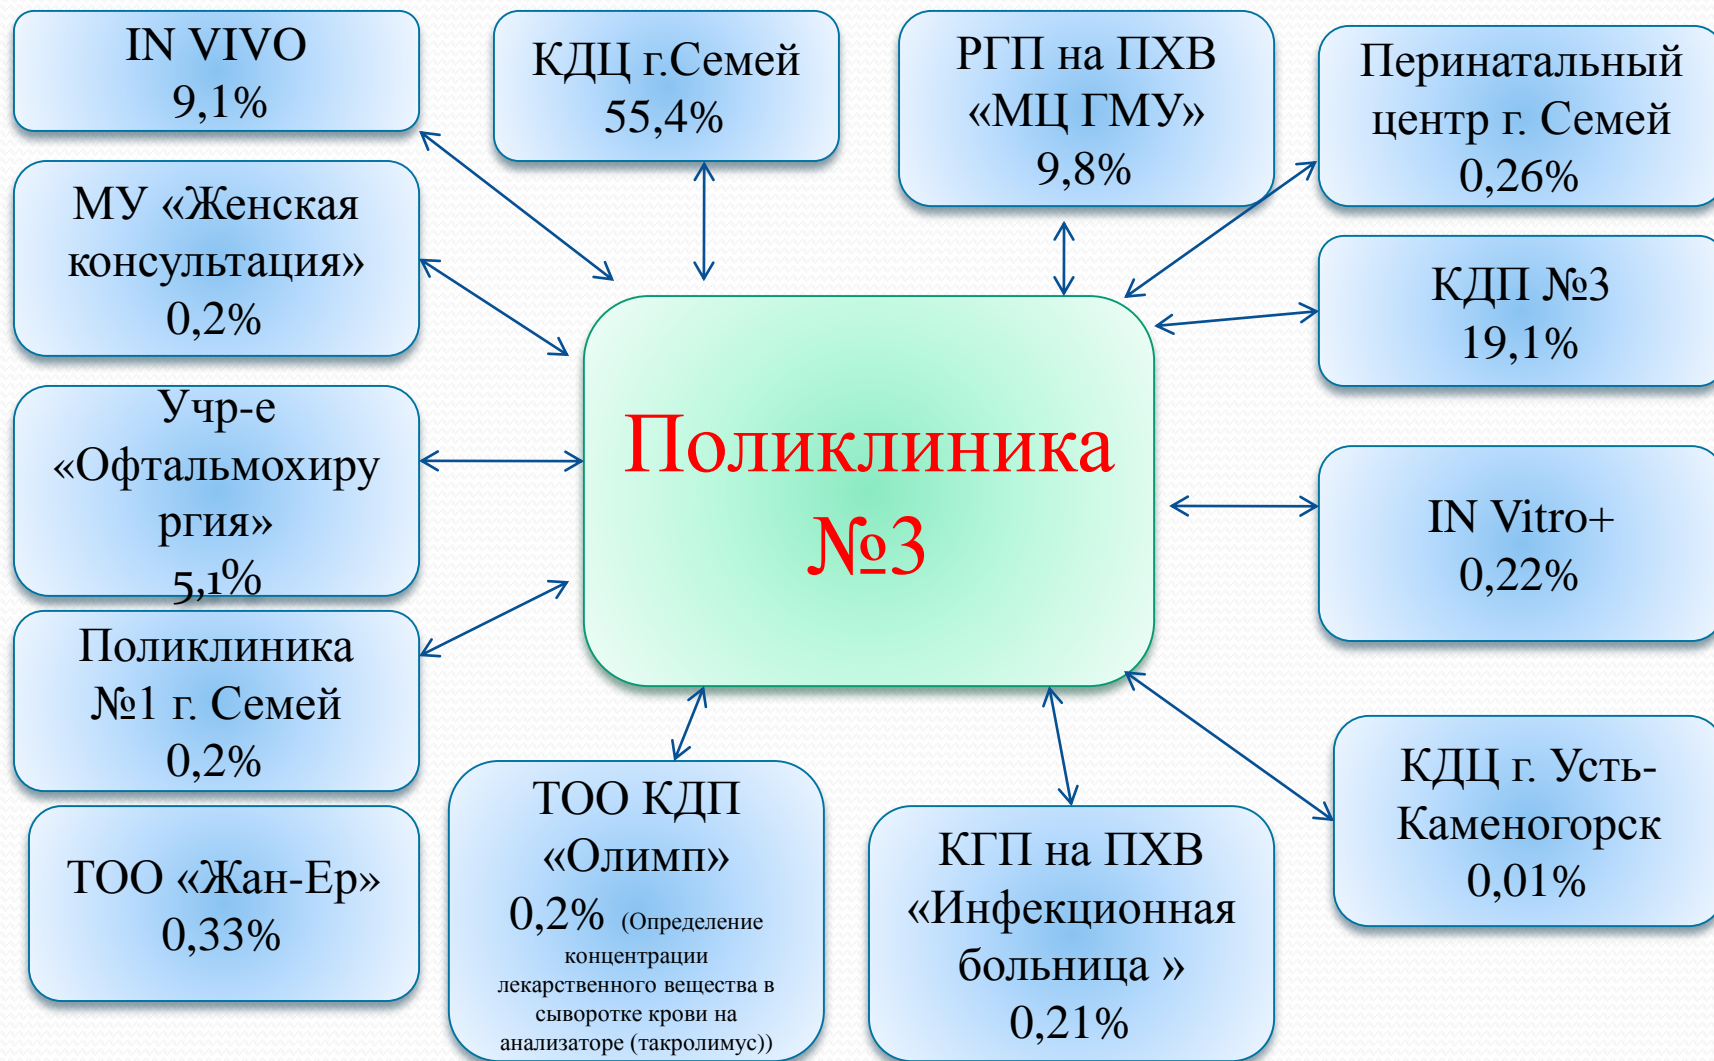 IN VIVO
9,1%
КДЦ г.Семей
55,4%
РГП на ПХВ
«МЦ ГМУ»
9,8%
Перинатальный
центр г. Семей
0,26%
МУ «Женская
консультация»
0,2%
КДП №3
19,1%
Учр-е
«Офтальмохиру
ргия»
5,1%
Поликлиника
№3
IN Vitro+
0,22%
Поликлиника
№1 г. Семей
0,2%
ТОО «Жан-Ер»
0,33%
ТОО КДП
«Олимп»
0,2% (Определение
концентрации
лекарственного вещества в
сыворотке крови на
анализаторе (такролимус))
КГП на ПХВ
«Инфекционная
больница »
0,21%
КДЦ г. Усть-
Каменогорск
0,01%